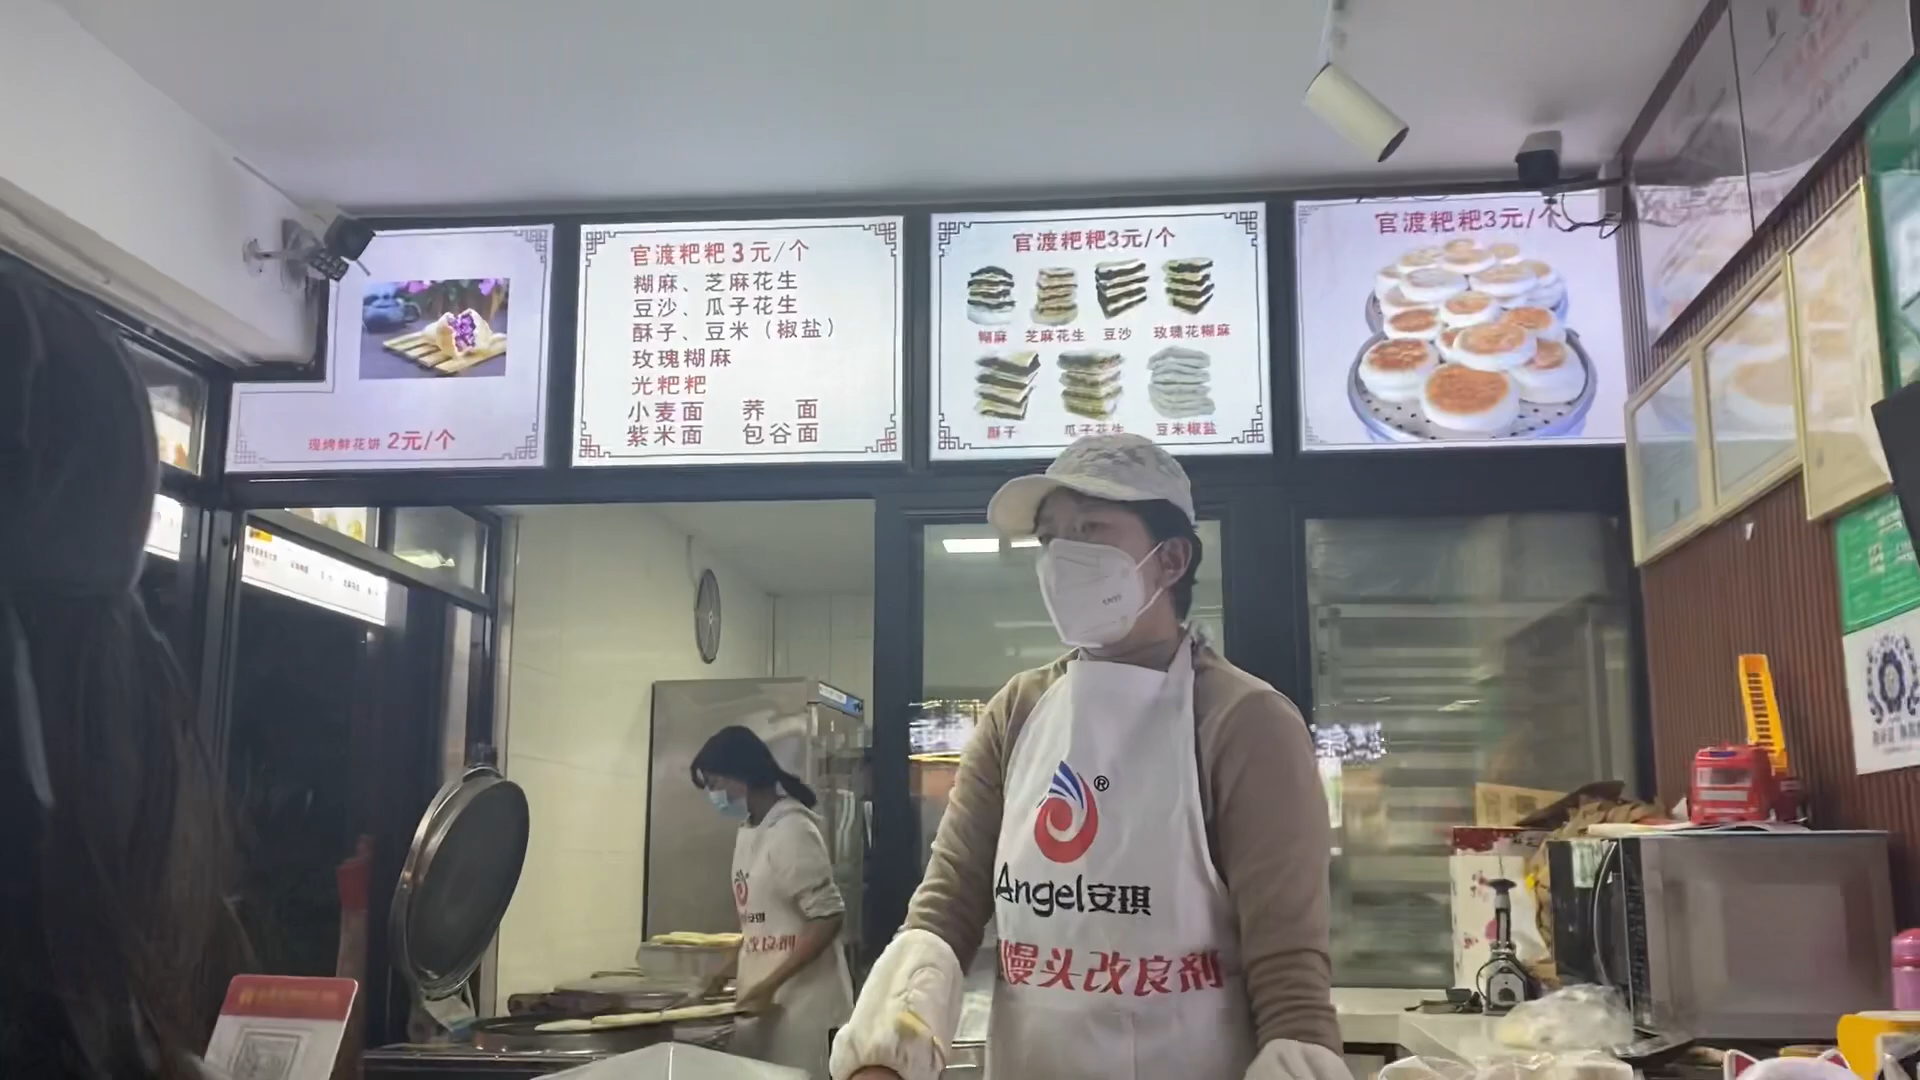 现烤鲜花饼 2元/个
官渡粑粑3元/个
糊麻、芝麻花生
豆沙、瓜子花生
酥子、豆米（椒盐）
玫瑰糊麻
光粑粑
小麦面 荞 面
紫米面 包谷面
官渡粑粑3元/个
糊麻 芝麻花生 豆沙 玫瑰花糊麻
酥子 瓜子花生 豆米椒盐
官渡粑粑3元/个
Angel安琪
馒头改良剂
安琪
改良剂